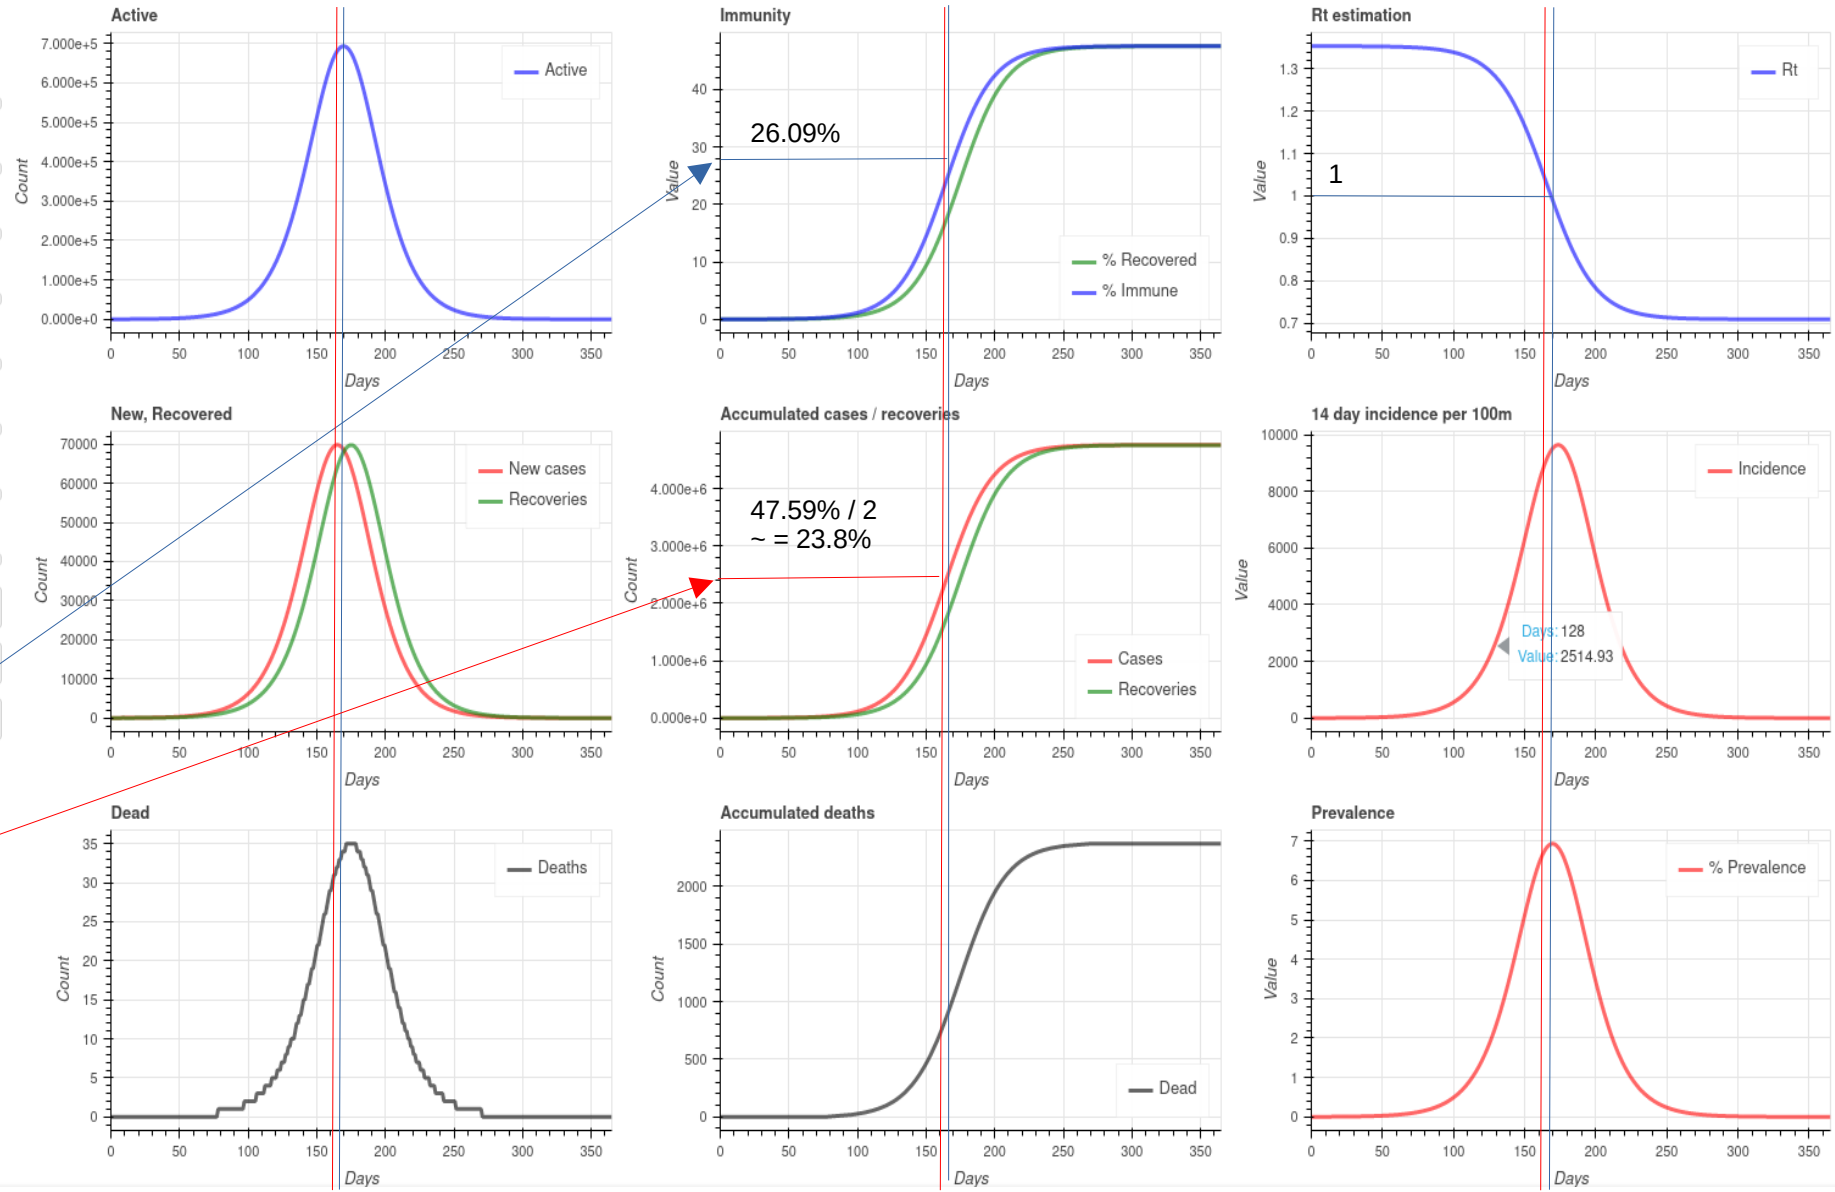 Active
7.000e+5
6.000e+5
5.000e+5
4.000e+5
3.000e+5
2.000e+5
1.000e+5
0.000e+0
Count
Active
0 50 100 150 200 250 300 350
Days
Immunity
40
30
20
10
0
Value
26.09%
% Recovered
% Immune
0 50 100 150 200 250 300 350
Days
Rt estimation
1.3
1.2
1.1
1
0.9
0.8
0.7
Value
1
Rt
0 50 100 150 200 250 300 350
Days
New, Recovered
70000
60000
50000
40000
30000
20000
10000
0
Count
New cases
Recoveries
0 50 100 150 200 250 300 350
Days
Accumulated cases / recoveries
4.000e+6
3.000e+6
2.000e+6
1.000e+6
0.000e+0
Count
47.59% / 2
~ = 23.8%
Cases
Recoveries
0 50 100 150 200 250 300 350
Days
14 day incidence per 100m
10000
8000
6000
4000
2000
0
Value
Incidence
Days: 128
Value: 2514.93
0 50 100 150 200 250 300 350
Days
Dead
35
30
25
20
15
10
5
0
Count
Deaths
0 50 100 150 200 250 300 350
Days
Accumulated deaths
2000
1500
1000
500
0
Count
Dead
0 50 100 150 200 250 300 350
Days
Prevalence
7
6
5
4
3
2
1
0
Value
% Prevalence
0 50 100 150 200 250 300 350
Days